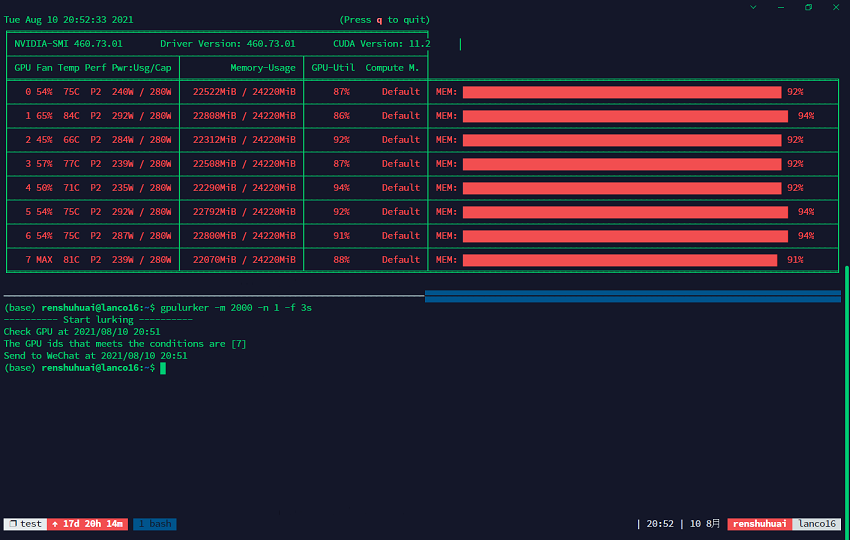 Tue Aug 10 20:52:33 2021 (Press q to quit)
NVIDIA-SMI 460.73.01 Driver Version: 460.73.01 CUDA Version: 11.2
GPU Fan Temp Perf Pwr:Usg/Cap Memory-Usage GPU-Util Compute M.
0 54% 75C P2 240W / 280W 22522MiB / 24220MiB 87% Default MEM: 92%
1 65% 84C P2 292W / 280W 22808MiB / 24220MiB 86% Default MEM: 94%
2 45% 66C P2 284W / 280W 22312MiB / 24220MiB 92% Default MEM: 92%
3 57% 77C P2 239W / 280W 22508MiB / 24220MiB 87% Default MEM: 92%
4 50% 71C P2 235W / 280W 22290MiB / 24220MiB 94% Default MEM: 92%
5 54% 75C P2 292W / 280W 22792MiB / 24220MiB 92% Default MEM: 94%
6 54% 75C P2 287W / 280W 22800MiB / 24220MiB 91% Default MEM: 94%
7 MAX 81C P2 239W / 280W 22070MiB / 24220MiB 88% Default MEM: 91%
(base) renshuhuai@lanco16:~$ gpulurker -m 2000 -n 1 -f 3s
---------- Start lurking ----------
Check GPU at 2021/08/10 20:51
The GPU ids that meets the conditions are [7]
Send to WeChat at 2021/08/10 20:51
(base) renshuhuai@lanco16:~$
test ↑ 17d 20h 14m 1 bash | 20:52 | 10 8月 renshuhuai lanco16